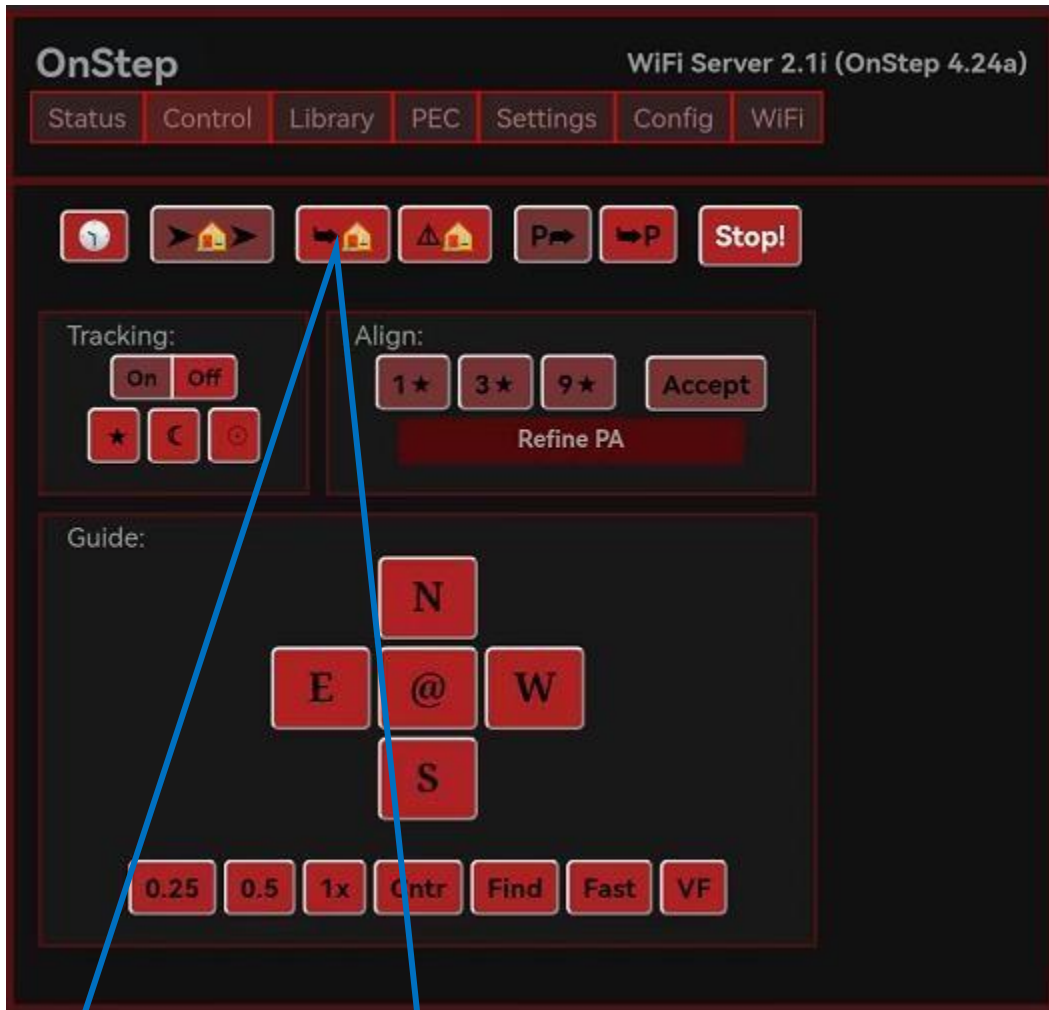 OnStep
WiFi Server 2.1i (OnStep 4.24a)
Status Control Library PEC Settings Config WiFi
P P Stop!
Tracking:
On Off
Align:
1★ 3★ 9★ Accept
Refine PA
Guide:
N
E @ W
S
0.25 0.5 1x Cntr Find Fast VF